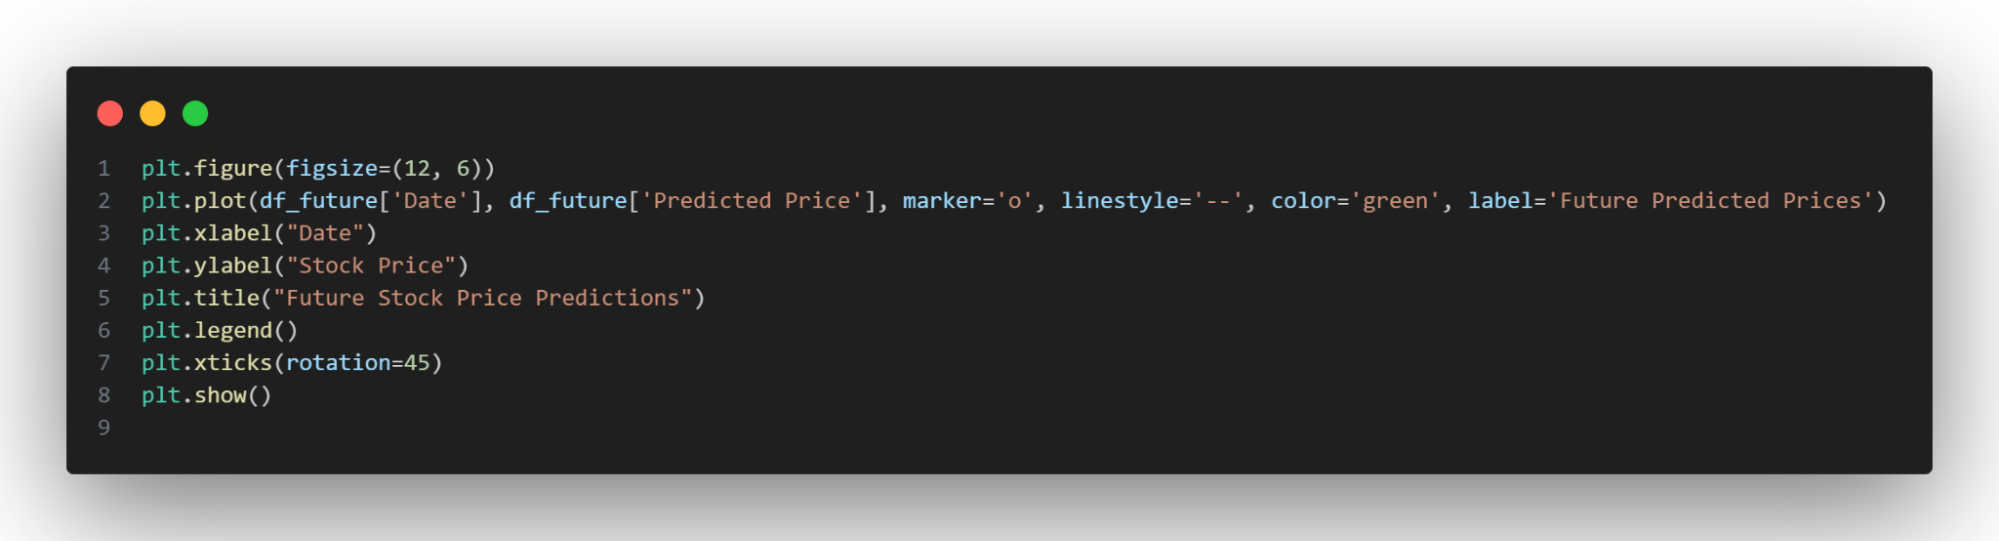 1 plt.figure(figsize=(12, 6))
2 plt.plot(df_future['Date'], df_future['Predicted Price'], marker='o', linestyle='--', color='green', label='Future Predicted Prices')
3 plt.xlabel("Date")
4 plt.ylabel("Stock Price")
5 plt.title("Future Stock Price Predictions")
6 plt.legend()
7 plt.xticks(rotation=45)
8 plt.show()
9